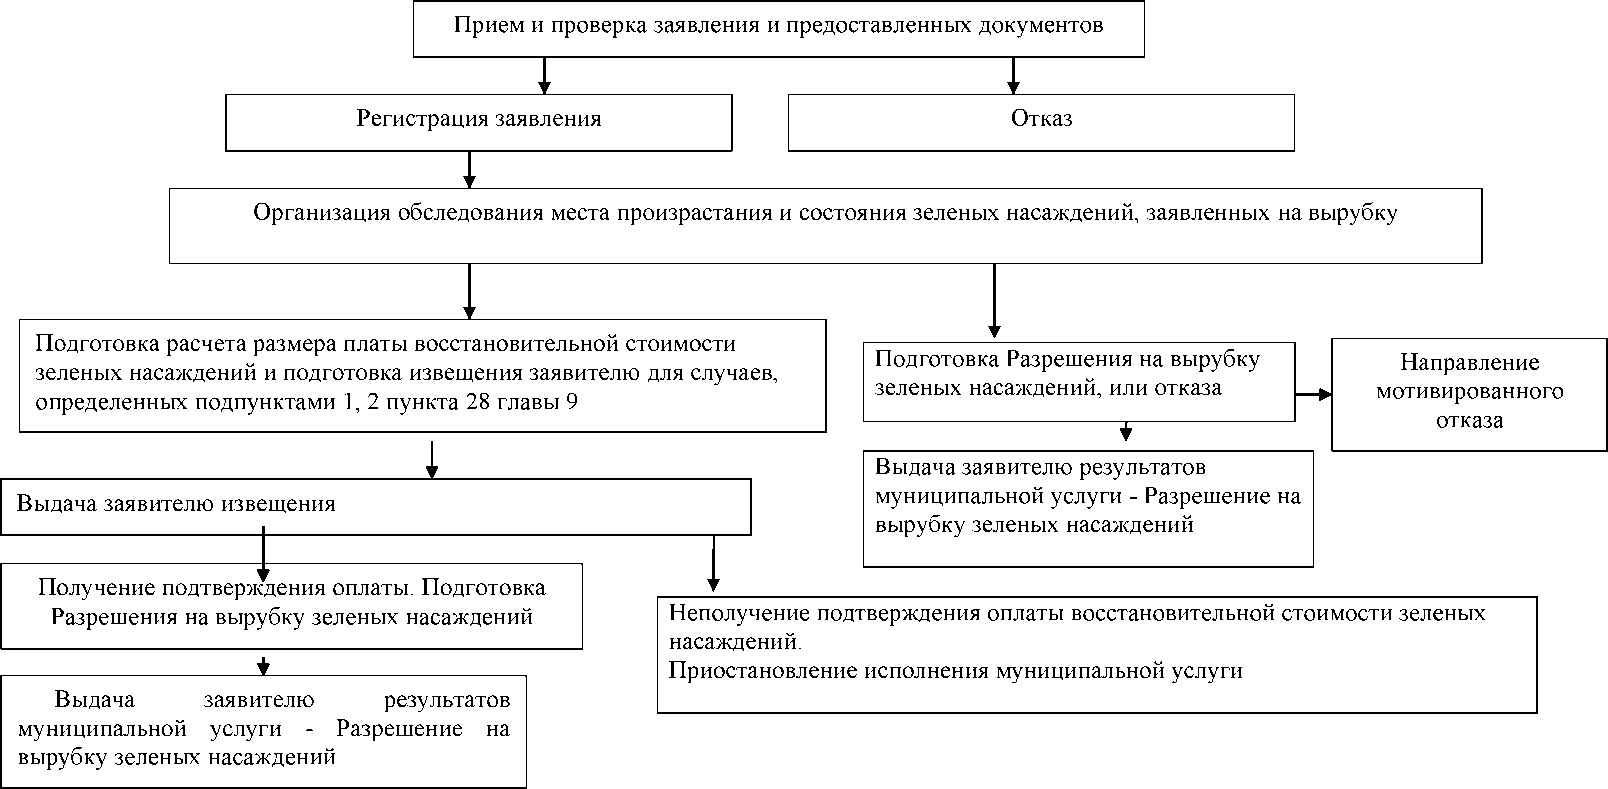 Прием и проверка заявления и предоставленных документов
Регистрация заявления
Отказ
Организация обследования места произрастания и состояния зеленых насаждений, заявленных на вырубку
Подготовка расчета размера платы восстановительной стоимости
зеленых насаждений и подготовка извещения заявителю для случаев,
определенных подпунктами 1, 2 пункта 28 главы 9
Подготовка Разрешения на вырубку
зеленых насаждений, или отказа
Направление
мотивированного
отказа
Выдача заявителю результатов
муниципальной услуги - Разрешение на
вырубку зеленых насаждений
Выдача заявителю извещения
Получение подтверждения оплаты. Подготовка
Разрешения на вырубку зеленых насаждений
Неполучение подтверждения оплаты восстановительной стоимости зеленых
насаждений.
Приостановление исполнения муниципальной услуги
Выдача заявителю результатов
муниципальной услуги - Разрешение на
вырубку зеленых насаждений